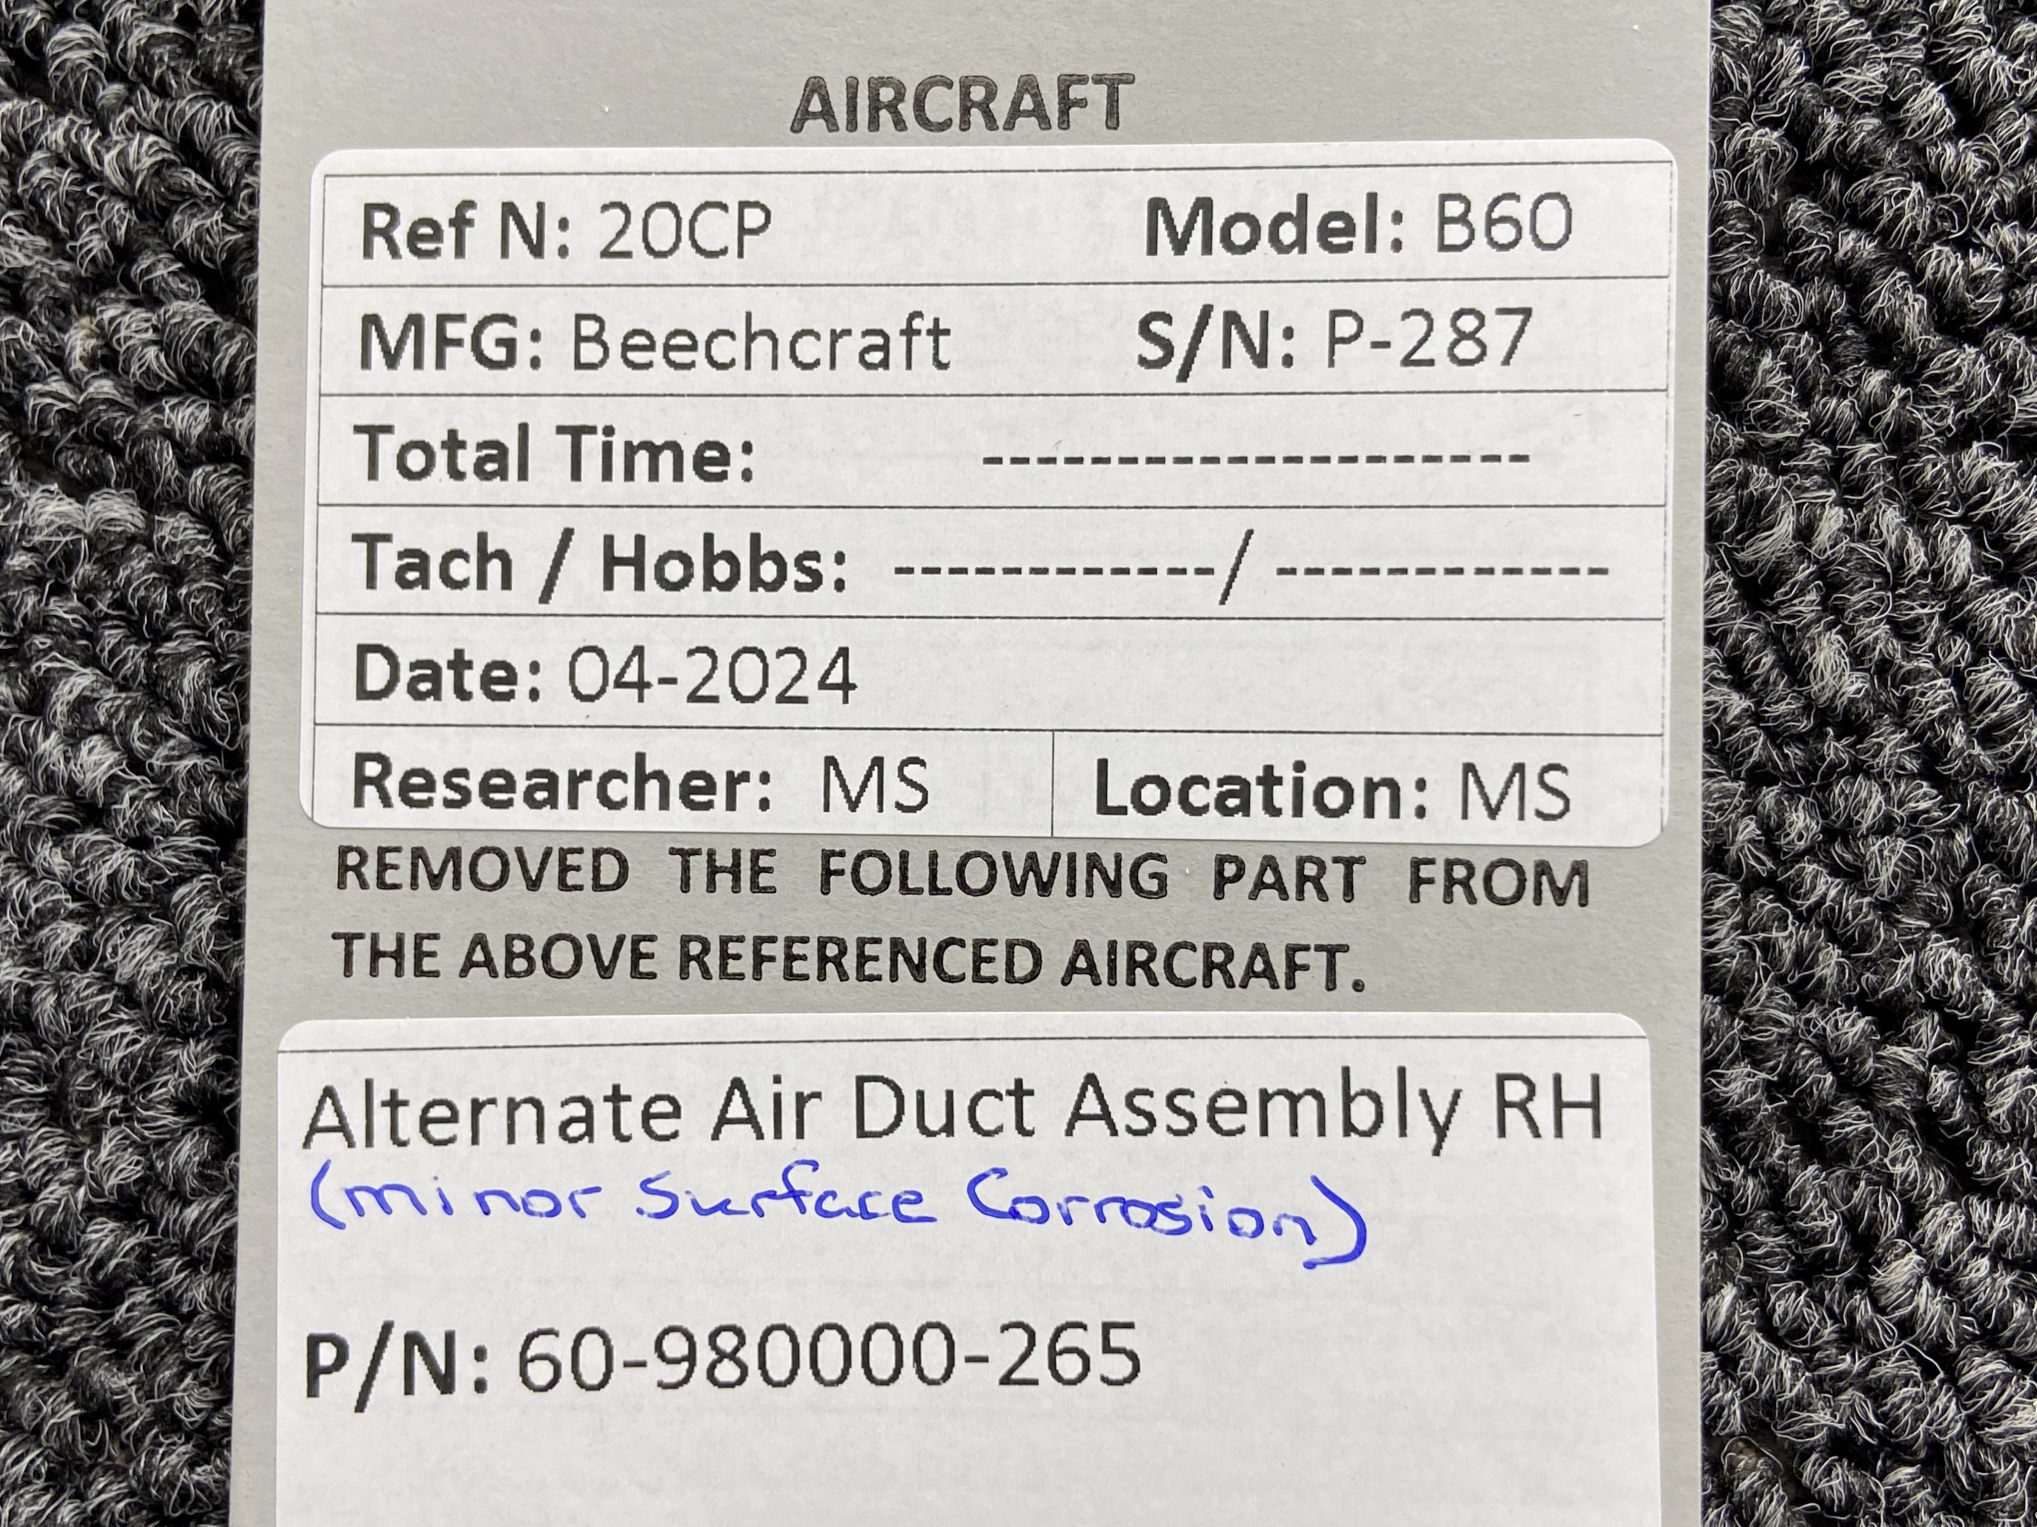 AIRCRAFT
Ref N: 20CP Model: B60
MFG: Beechcraft S/N: P-287
Total Time: ---------------------
Tach / Hobbs: ------------/ ------------
Date: 04-2024
Researcher: MS Location: MS
REMOVED THE FOLLOWING PART FROM
THE ABOVE REFERENCED AIRCRAFT.
Alternate Air Duct Assembly RH
(minor Surface Corrosion)
P/N: 60-980000-265